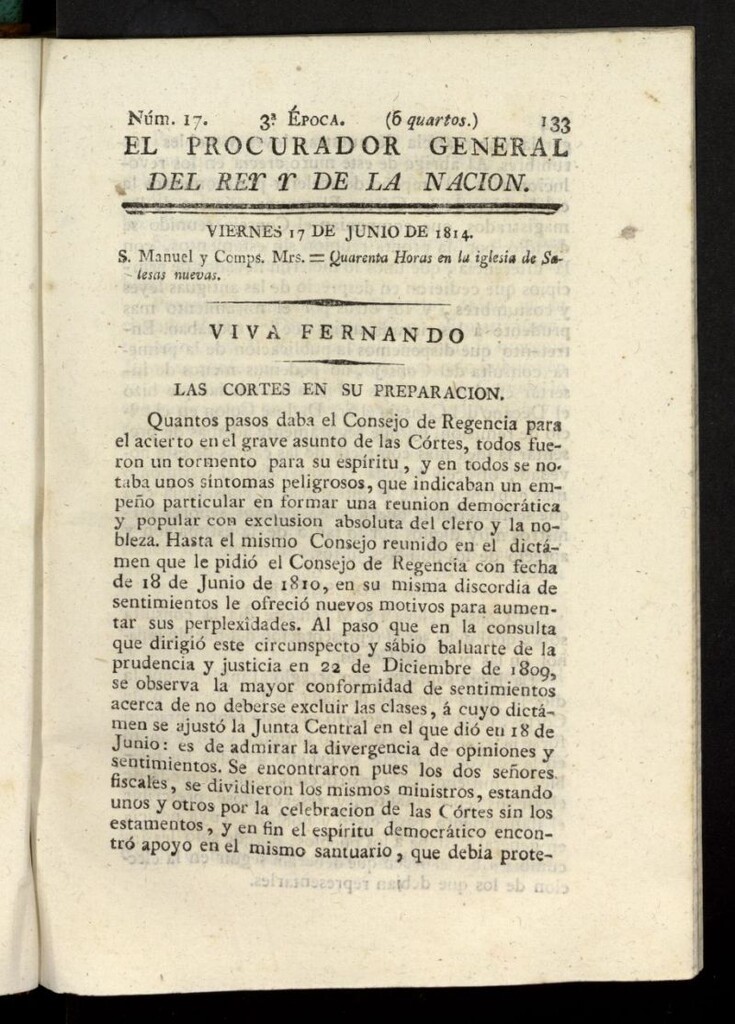 Núm. 17. 3.ª ÉPOCA. (6 quartos.) 133
EL PROCURADOR GENERAL
DEL REY Y DE LA NACION.
VIERNES 17 DE JUNIO DE 1814.
S. Manuel y Comps. Mrs. = Quarenta Horas en la iglesia de Sa-
lesas nuevas.
VIVA FERNANDO
LAS CORTES EN SU PREPARACION.
Quantos pasos daba el Consejo de Regencia para
el acierto en el grave asunto de las Córtes, todos fue-
ron un tormento para su espíritu, y en todos se no-
taba unos síntomas peligrosos, que indicaban un em-
peño particular en formar una reunion democrática
y popular con exclusion absoluta del clero y la no-
bleza. Hasta el mismo Consejo reunido en el dictá-
men que le pidió el Consejo de Regencia con fecha
de 18 de Junio de 1810, en su misma discordia de
sentimientos le ofreció nuevos motivos para aumen-
tar sus perplexidades. Al paso que en la consulta
que dirigió este circunspecto y sábio baluarte de la
prudencia y justicia en 22 de Diciembre de 1809,
se observa la mayor conformidad de sentimientos
acerca de no deberse excluir las clases, á cuyo dictá-
men se ajustó la Junta Central en el que dió en 18 de
Junio: es de admirar la divergencia de opiniones y
sentimientos. Se encontraron pues los dos señores
fiscales, se dividieron los mismos ministros, estando
unos y otros por la celebracion de las Córtes sin los
estamentos, y en fin el espíritu democrático encon-
tró apoyo en el mismo santuario, que debia prote-